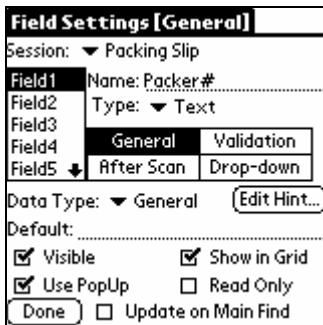 Field Settings [General]
Session: Packing Slip
Field1
Field2
Field3
Field4
Field5
Name: Packer#
Type: Text
General Validation
After Scan Drop-down
Data Type: General Edit Hint...
Default:
Visible Show in Grid
Use PopUp Read Only
Done Update on Main Find